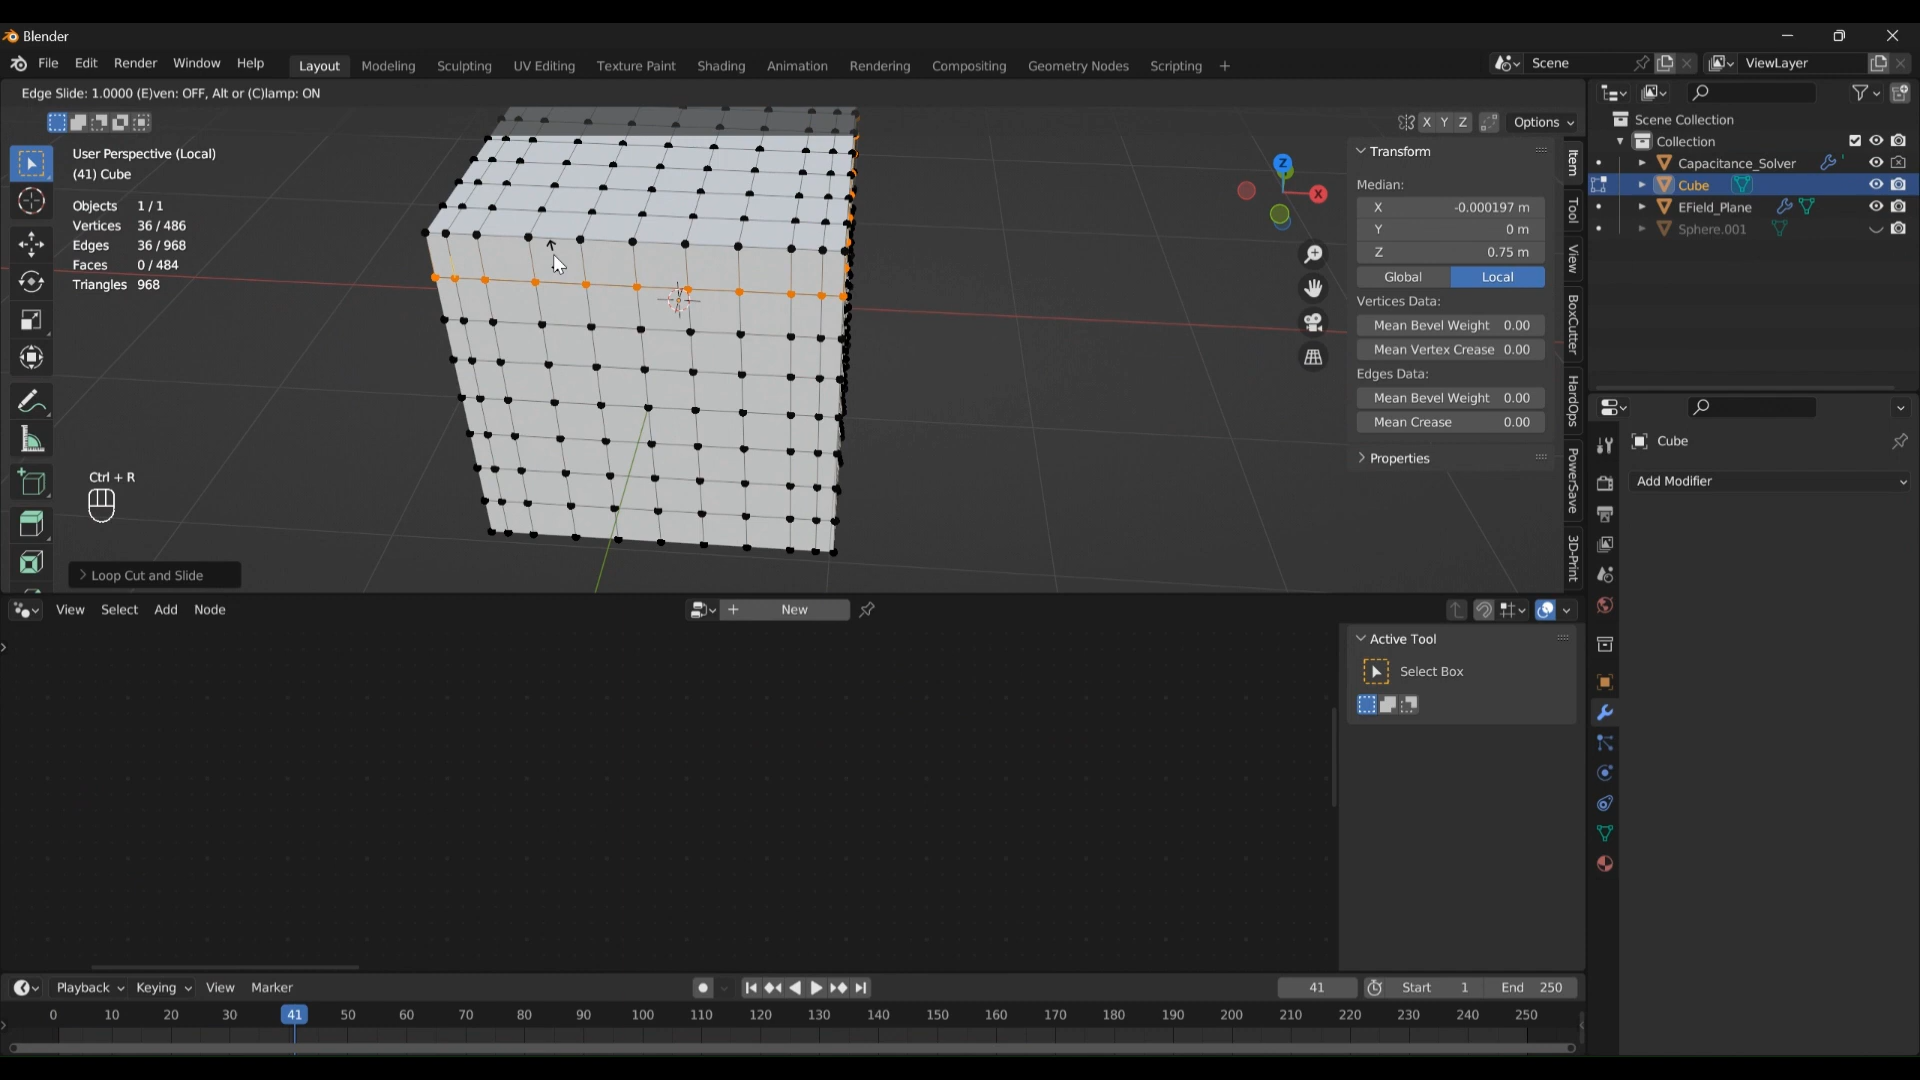 Blender
File Edit Render Window Help Layout Modeling Sculpting UV Editing Texture Paint Shading Animation Rendering Compositing Geometry Nodes Scripting + Scene ViewLayer
Edge Slide: 1.0000 (E)ven: OFF, Alt or (C)lamp: ON
X Y Z Options
User Perspective (Local)
(41) Cube
Objects 1/1
Vertices 36/486
Edges 36/968
Faces 0/484
Triangles 968
Z
X
Ctrl + R
Loop Cut and Slide
Transform
Median:
X -0.000197 m
Y 0 m
Z 0.75 m
Global Local
Vertices Data:
Mean Bevel Weight 0.00
Mean Vertex Crease 0.00
Edges Data:
Mean Bevel Weight 0.00
Mean Crease 0.00
Properties
Item
Tool
View
BoxCutter
HardOps
PowerSave
3D-Print
Scene Collection
Collection
Capacitance_Solver
Cube
EField_Plane
Sphere.001
Cube
Add Modifier
View Select Add Node + New
Active Tool
Select Box
Playback Keying View Marker 41 Start 1 End 250
0 10 20 30 41 50 60 70 80 90 100 110 120 130 140 150 160 170 180 190 200 210 220 230 240 250